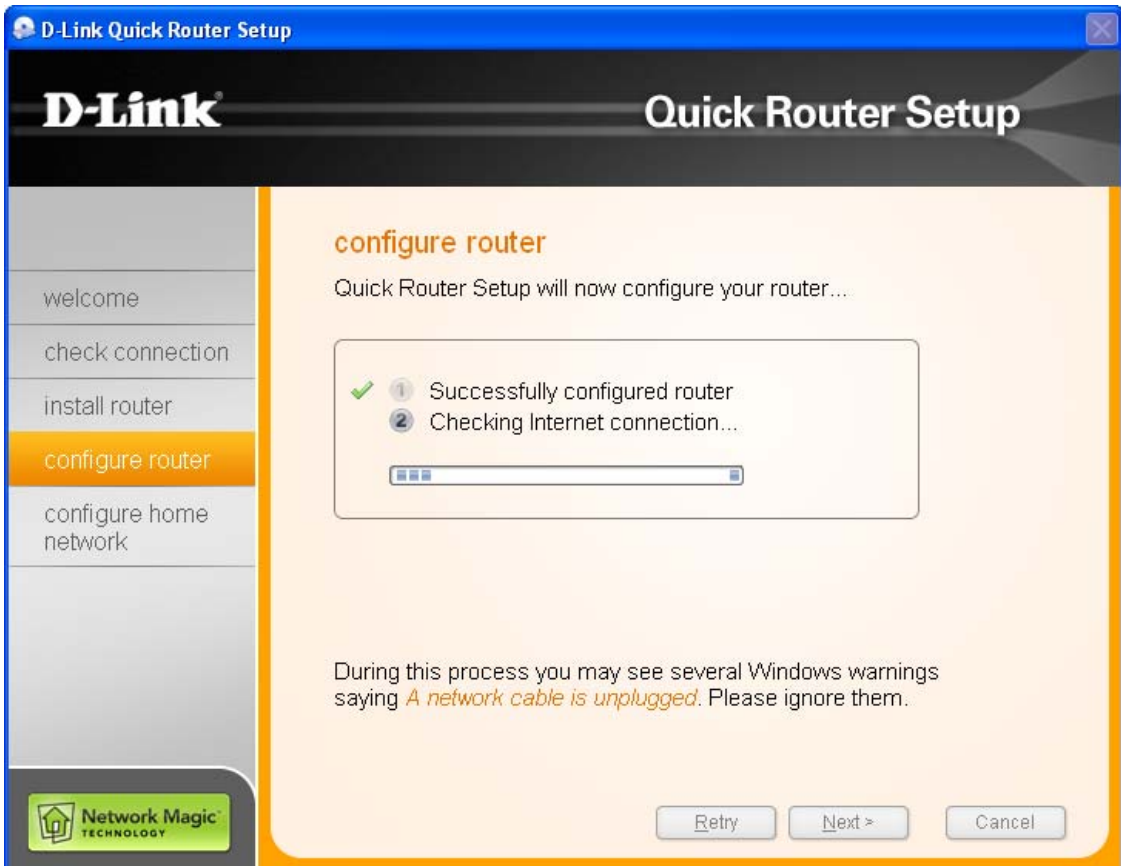 D-Link Quick Router Setup
D-Link
Quick Router Setup
welcome
check connection
install router
configure router
configure home
network
configure router
Quick Router Setup will now configure your router...
1 Successfully configured router
2 Checking Internet connection...
During this process you may see several Windows warnings
saying A network cable is unplugged. Please ignore them.
Network Magic
TECHNOLOGY
Retry
Next >
Cancel